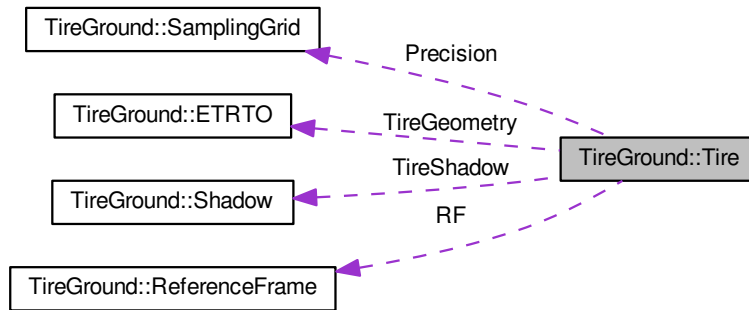 TireGround::SamplingGrid
Precision
TireGround::ETRTO
TireGeometry
TireGround::Tire
TireShadow
TireGround::Shadow
RF
TireGround::ReferenceFrame